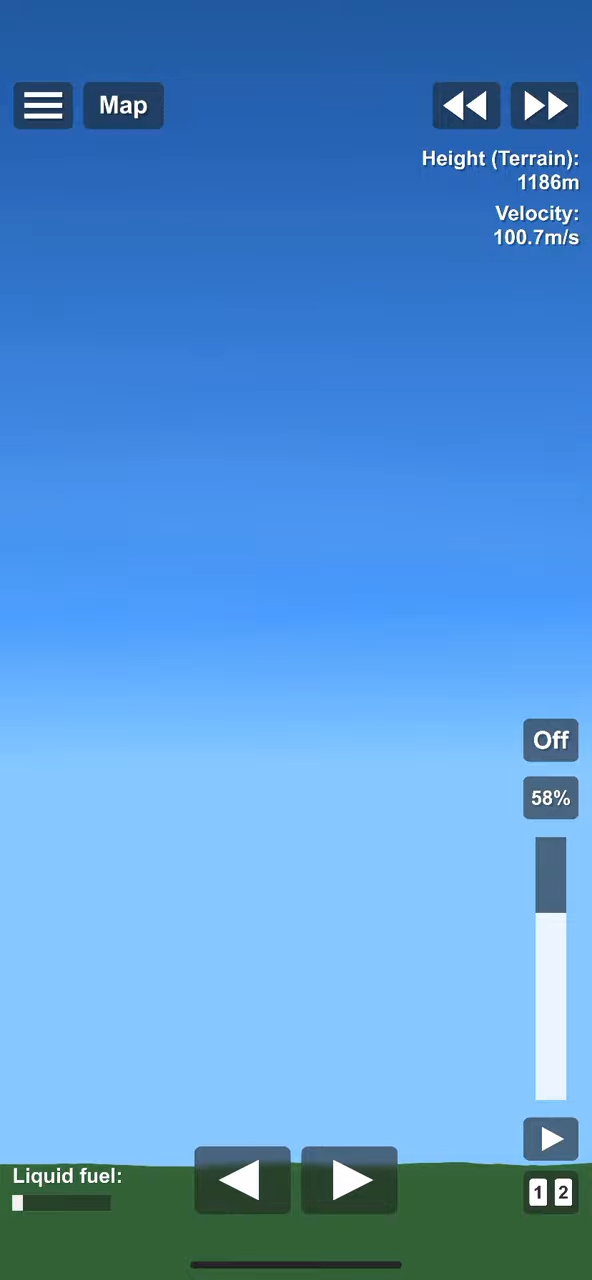 Map
Height (Terrain):
1186m
Velocity:
100.7m/s
Off
58%
Liquid fuel:
1 2